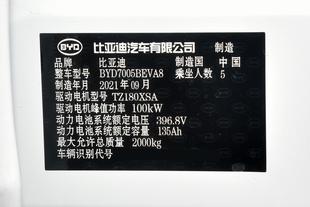 BYD 比亚迪汽车有限公司 制造
品牌 比亚迪 制造国 中国
整车型号 BYD7005BEVA8 乘坐人数 5
制造年月 2021年09月
驱动电机型号 TZ180XSA
驱动电机峰值功率 100kW
动力电池系统额定电压 396.8V
动力电池系统额定容量 135Ah
最大允许总质量 2000kg
车辆识别代号